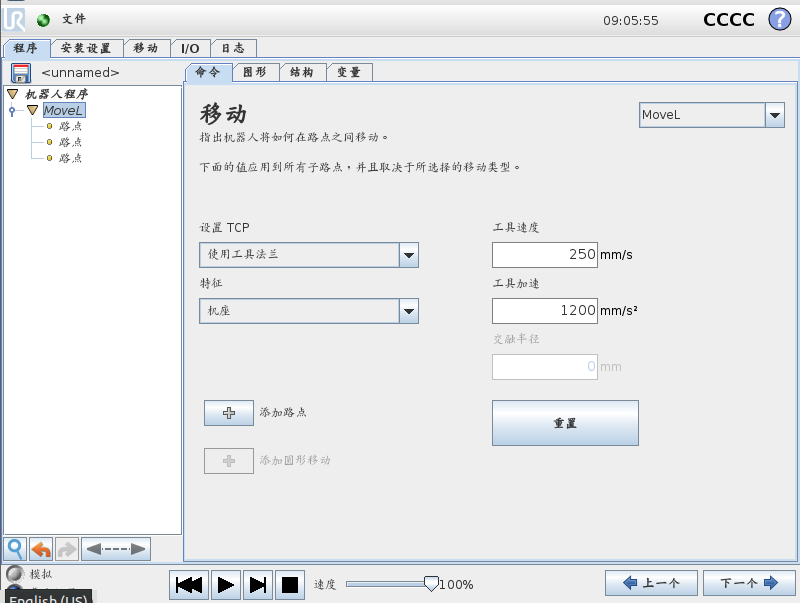 UR 文件 09:05:55 CCCC ?
程序 安装设置 移动 I/O 日志
<unnamed> 命令 图形 结构 变量
机器人程序
MoveL
路点
路点
路点
移动
MoveL
指出机器人将如何在路点之间移动。
下面的值应用到所有子路点，并且取决于所选择的移动类型。
设置 TCP 工具速度
使用工具法兰 250 mm/s
特征 工具加速
机座 1200 mm/s²
交融半径
0 mm
添加路点 重置
添加圆形移动
模拟
速度 100% 上一个 下一个
English (US)